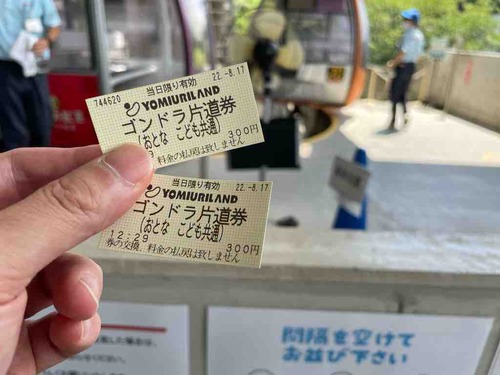 当日限り有効
22.-8.17
744620
YOMIURILAND
ゴンドラ片道券
(おとな こども共通)
300円
料金の払戻は致しません
当日限り有効
22.-8.17
YOMIURILAND
ゴンドラ片道券
(おとな こども共通)
12:29
300円
券の交換、料金の払戻は致しません
間隔を空けて
お並び下さい